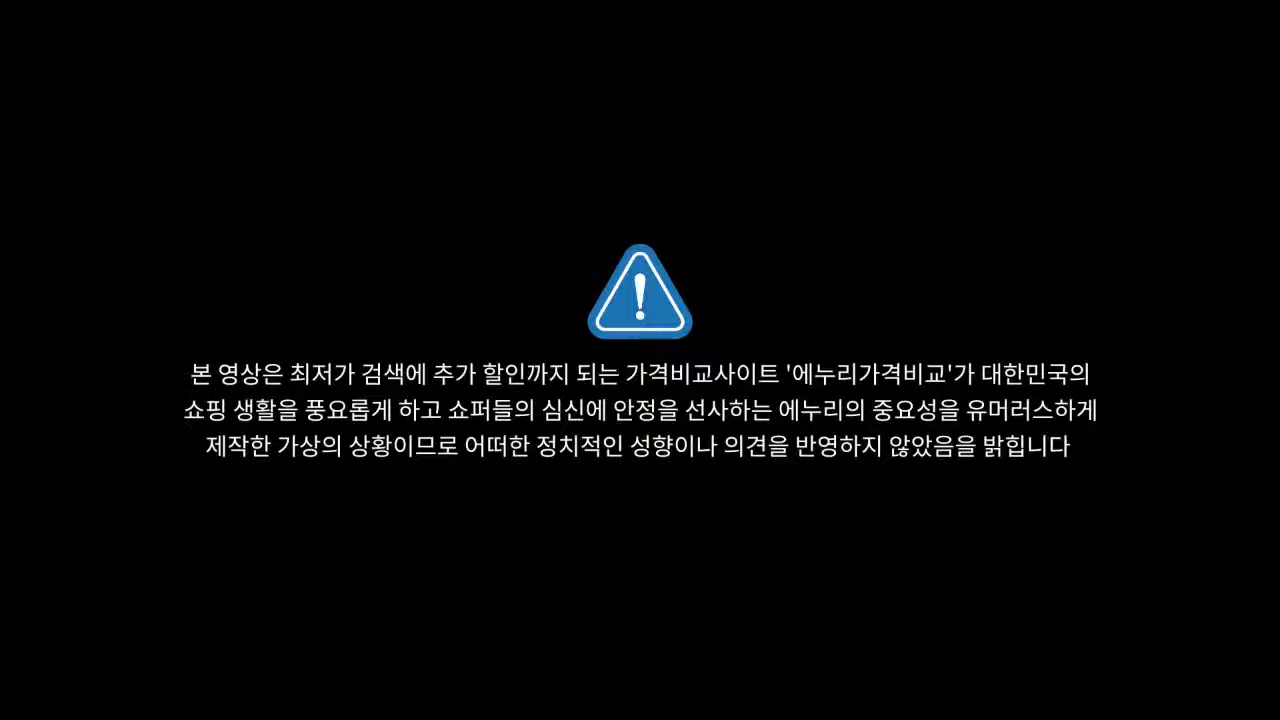 본 영상은 최저가 검색에 추가 할인까지 되는 가격비교사이트 '에누리가격비교'가 대한민국의
쇼핑 생활을 풍요롭게 하고 쇼퍼들의 심신에 안정을 선사하는 에누리의 중요성을 유머러스하게
제작한 가상의 상황이므로 어떠한 정치적인 성향이나 의견을 반영하지 않았음을 밝힙니다